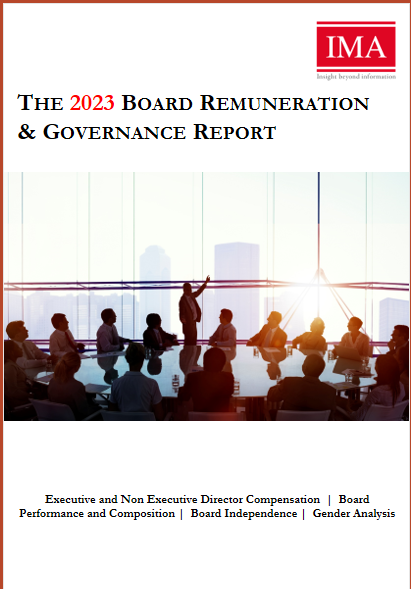 IMA
Insight beyond information
THE 2023 BOARD REMUNERATION
& GOVERNANCE REPORT
Executive and Non Executive Director Compensation | Board
Performance and Composition | Board Independence | Gender Analysis